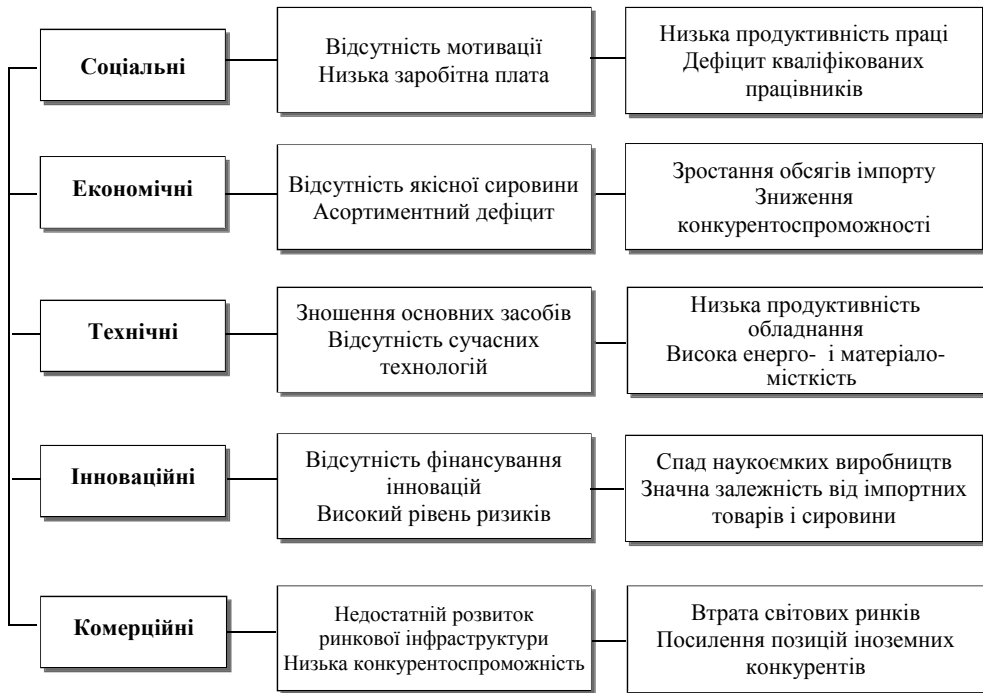 Соціальні
Відсутність мотивації
Низька заробітна плата
Низька продуктивність праці
Дефіцит кваліфікованих
працівників
Економічні
Відсутність якісної сировини
Асортиментний дефіцит
Зростання обсягів імпорту
Зниження
конкурентоспроможності
Технічні
Зношення основних засобів
Відсутність сучасних
технологій
Низька продуктивність
обладнання
Висока енерго- і матеріало-
місткість
Інноваційні
Відсутність фінансування
інновацій
Високий рівень ризиків
Спад наукоємких виробництв
Значна залежність від імпортних
товарів і сировини
Комерційні
Недостатній розвиток
ринкової інфраструктури
Низька конкурентоспроможність
Втрата світових ринків
Посилення позицій іноземних
конкурентів